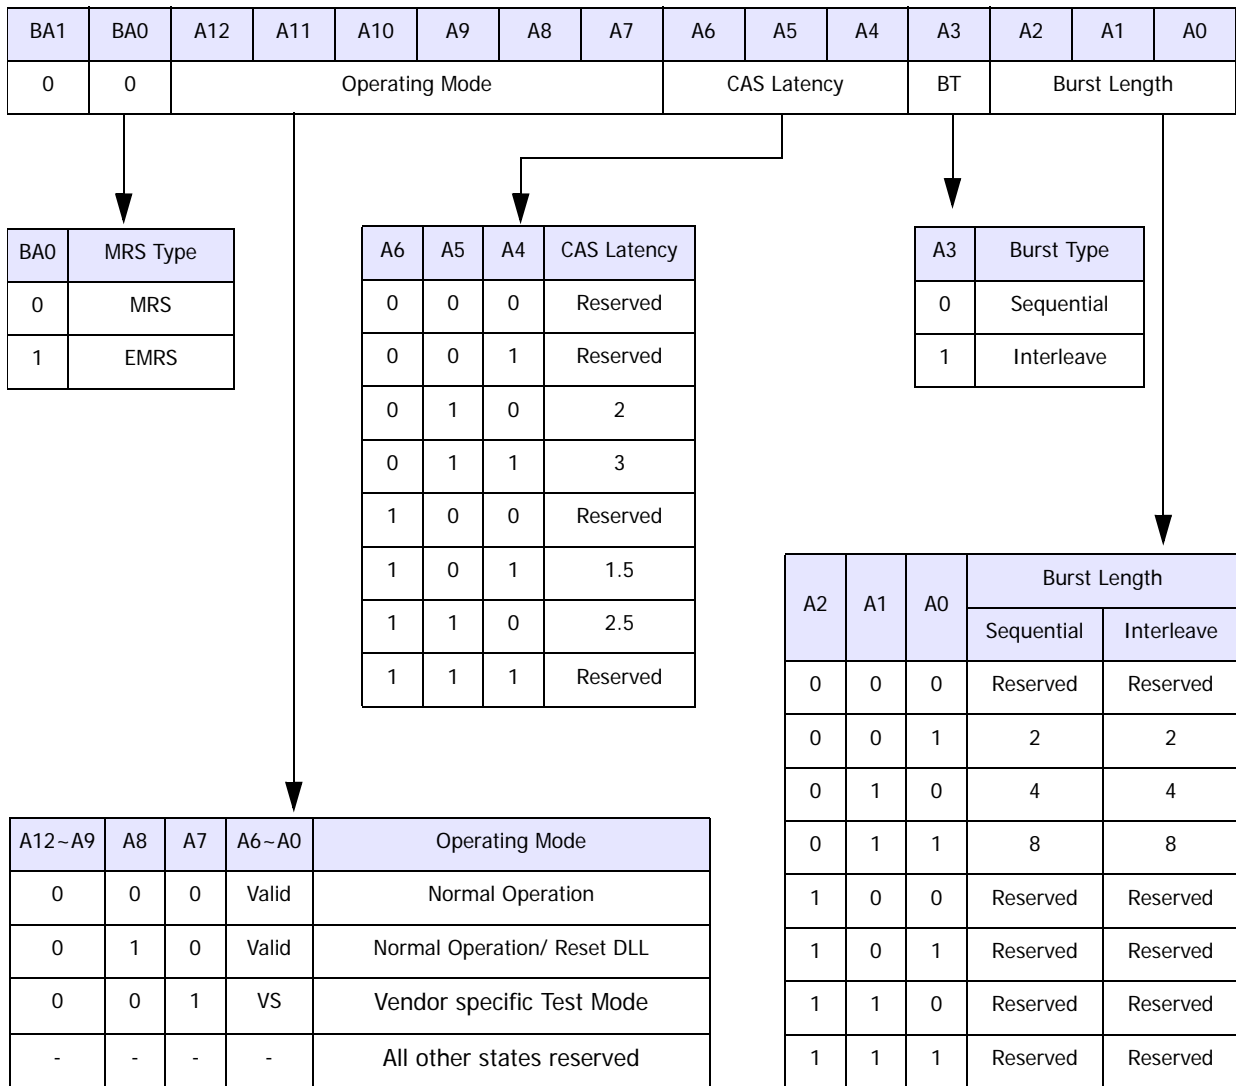 BA1 BA0 A12 A11 A10 A9 A8 A7 A6 A5 A4 A3 A2 A1 A0
0 0 Operating Mode CAS Latency BT Burst Length
BA0 MRS Type
0 MRS
1 EMRS
A6 A5 A4 CAS Latency
0 0 0 Reserved
0 0 1 Reserved
0 1 0 2
0 1 1 3
1 0 0 Reserved
1 0 1 1.5
1 1 0 2.5
1 1 1 Reserved
A3 Burst Type
0 Sequential
1 Interleave
A2 A1 A0 Burst Length
Sequential Interleave
0 0 0 Reserved Reserved
0 0 1 2 2
0 1 0 4 4
0 1 1 8 8
1 0 0 Reserved Reserved
1 0 1 Reserved Reserved
1 1 0 Reserved Reserved
1 1 1 Reserved Reserved
A12~A9 A8 A7 A6~A0 Operating Mode
0 0 0 Valid Normal Operation
0 1 0 Valid Normal Operation/ Reset DLL
0 0 1 VS Vendor specific Test Mode
- - - - All other states reserved